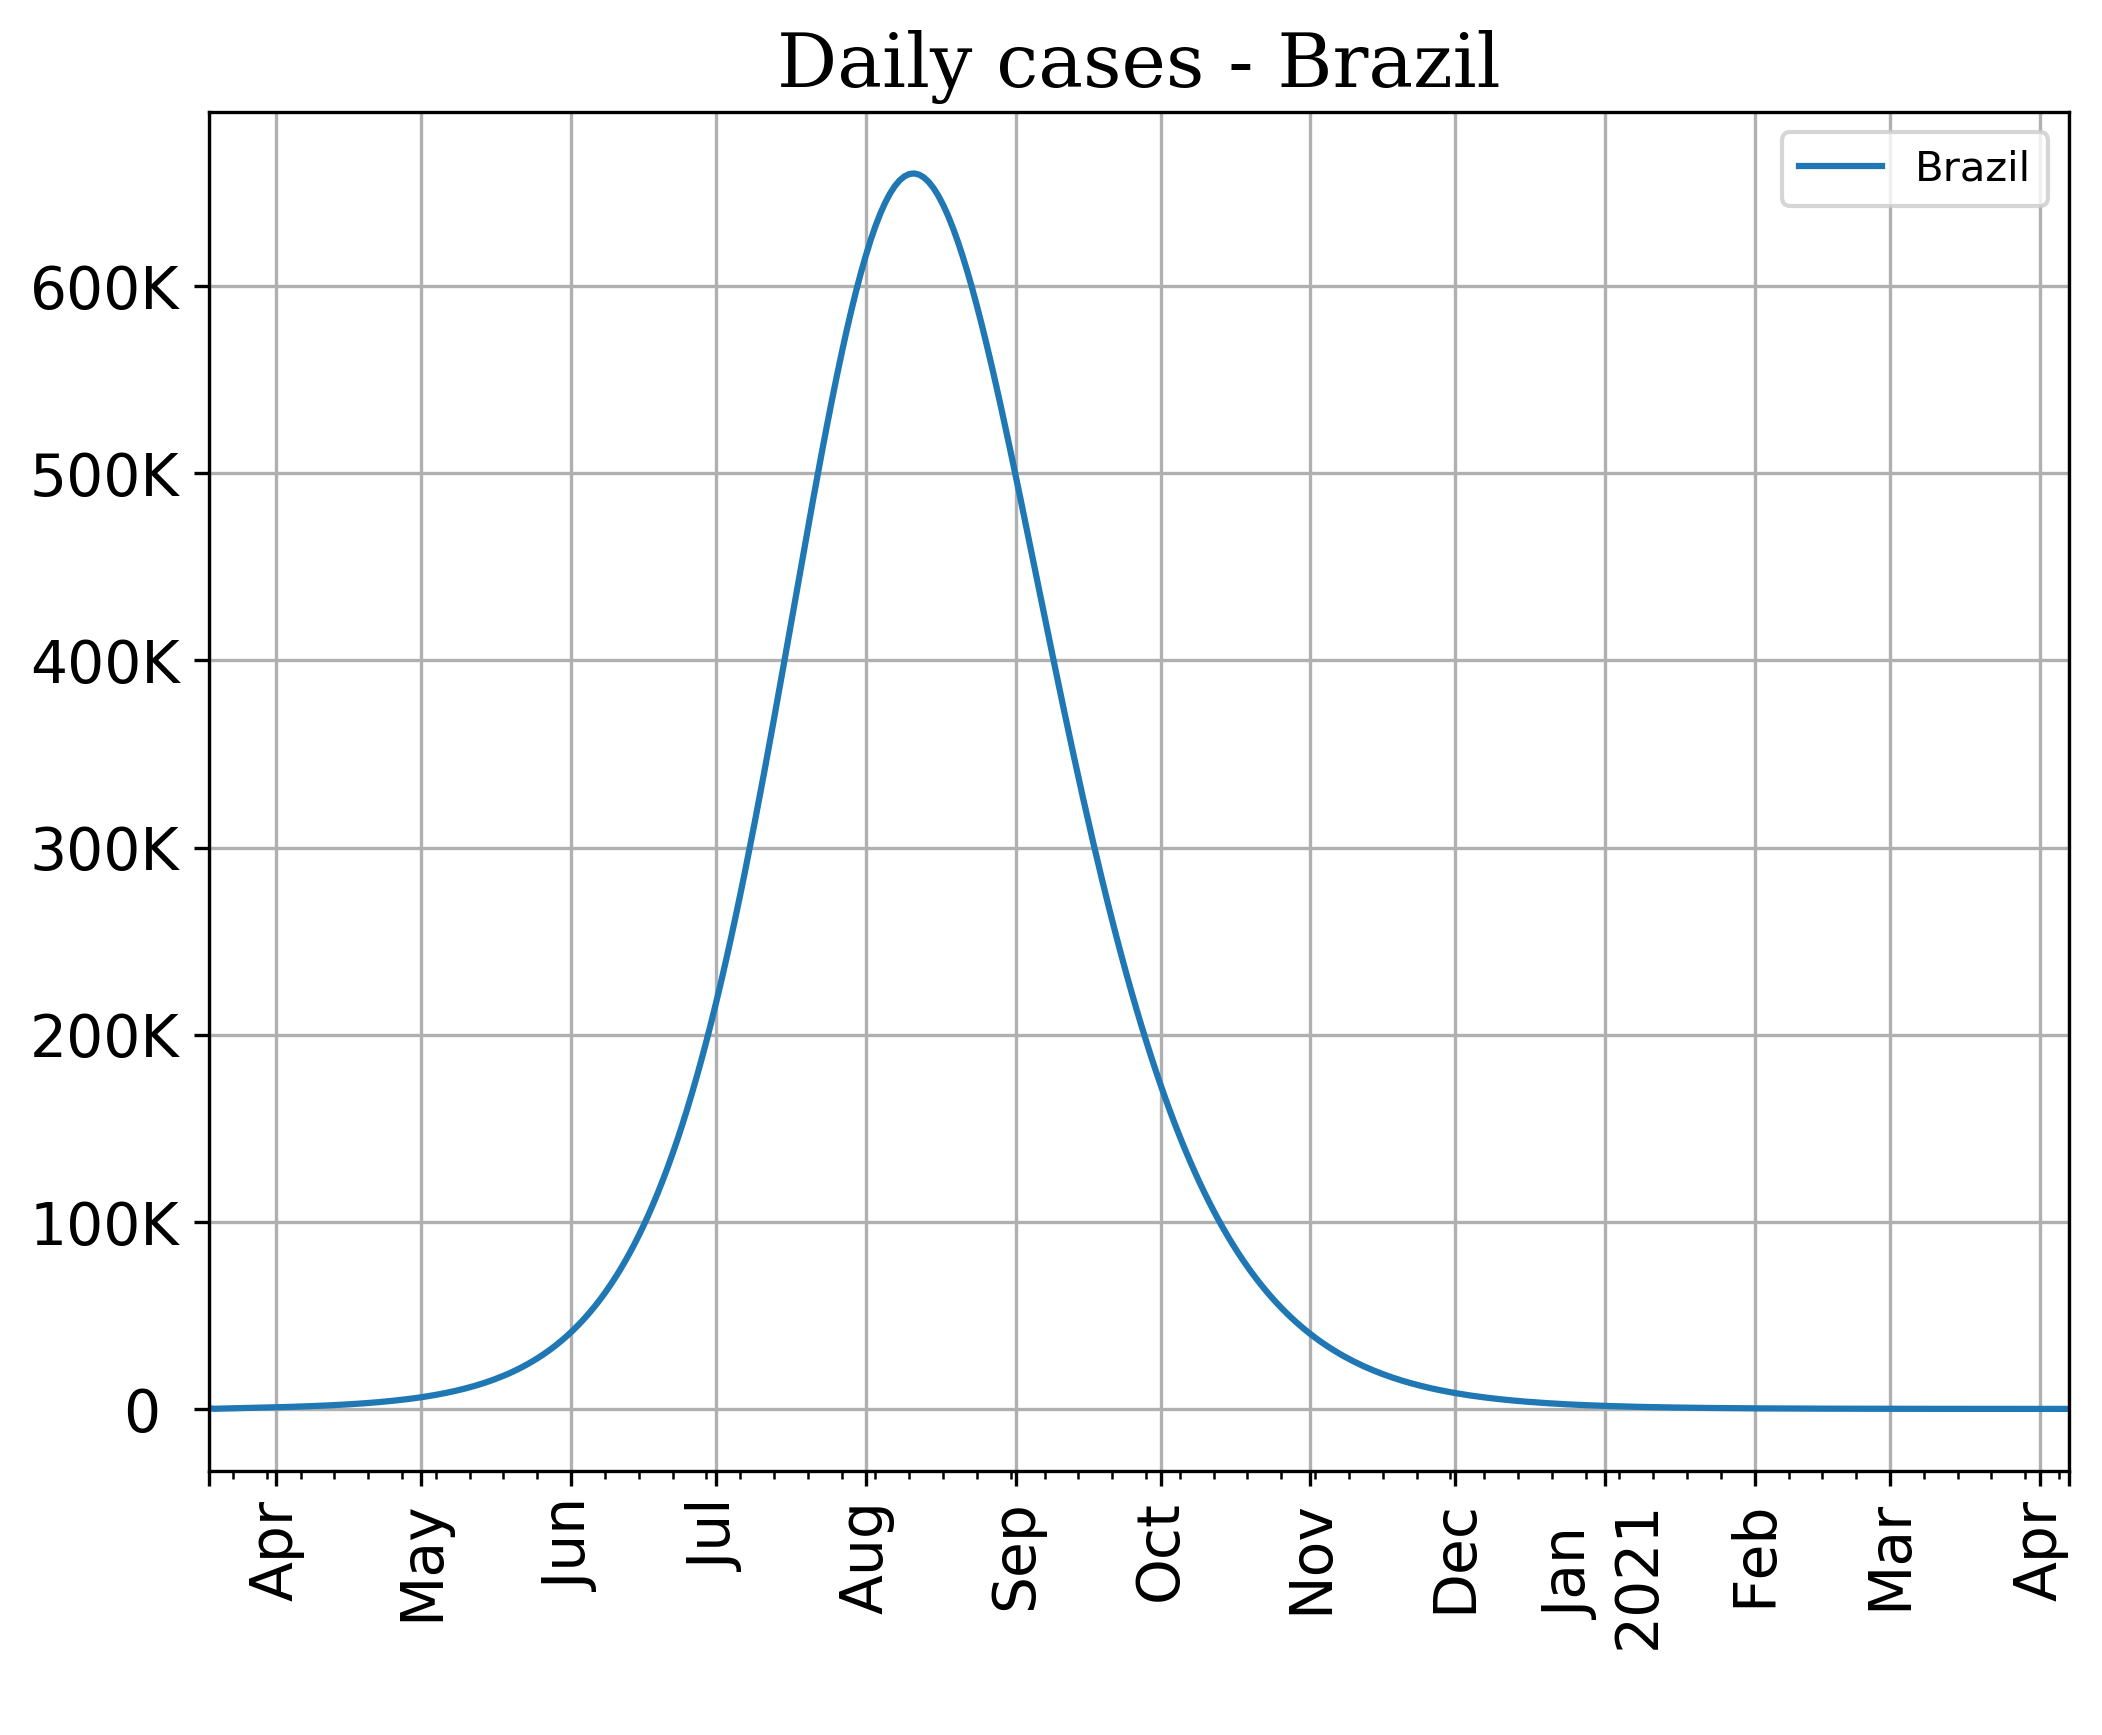 Daily cases - Brazil
Brazil
600K
500K
400K
300K
200K
100K
0
Apr
May
Jun
Jul
Aug
Sep
Oct
Nov
Dec
Jan
2021
Feb
Mar
Apr